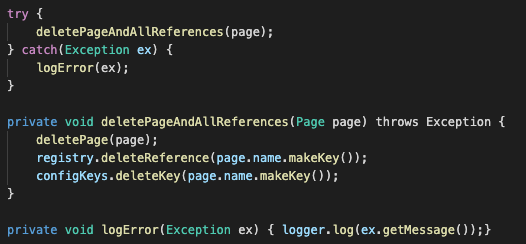 try {
    deletePageAndAllReferences(page);
} catch(Exception ex) {
    logError(ex);
}

private void deletePageAndAllReferences(Page page) throws Exception {
    deletePage(page);
    registry.deleteReference(page.name.makeKey());
    configKeys.deleteKey(page.name.makeKey());
}

private void logError(Exception ex) { logger.log(ex.getMessage());}